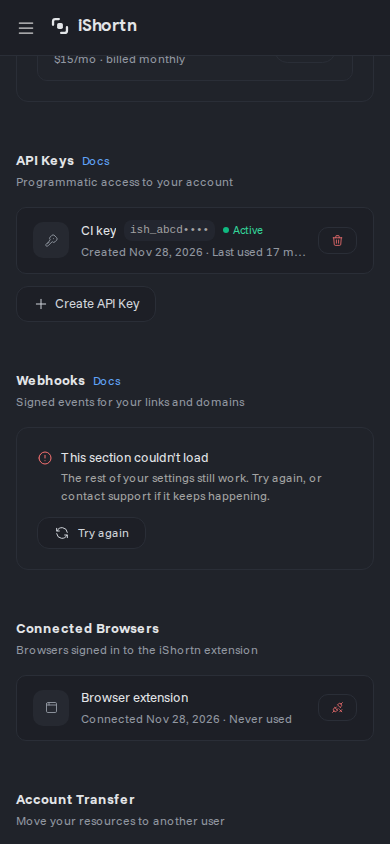 iShortn
$15/mo · billed monthly
API Keys Docs
Programmatic access to your account
CI key ish_abcd•••• Active
Created Nov 28, 2026 · Last used 17 m...
Create API Key
Webhooks Docs
Signed events for your links and domains
This section couldn't load
The rest of your settings still work. Try again, or
contact support if it keeps happening.
Try again
Connected Browsers
Browsers signed in to the iShortn extension
Browser extension
Connected Nov 28, 2026 · Never used
Account Transfer
Move your resources to another user